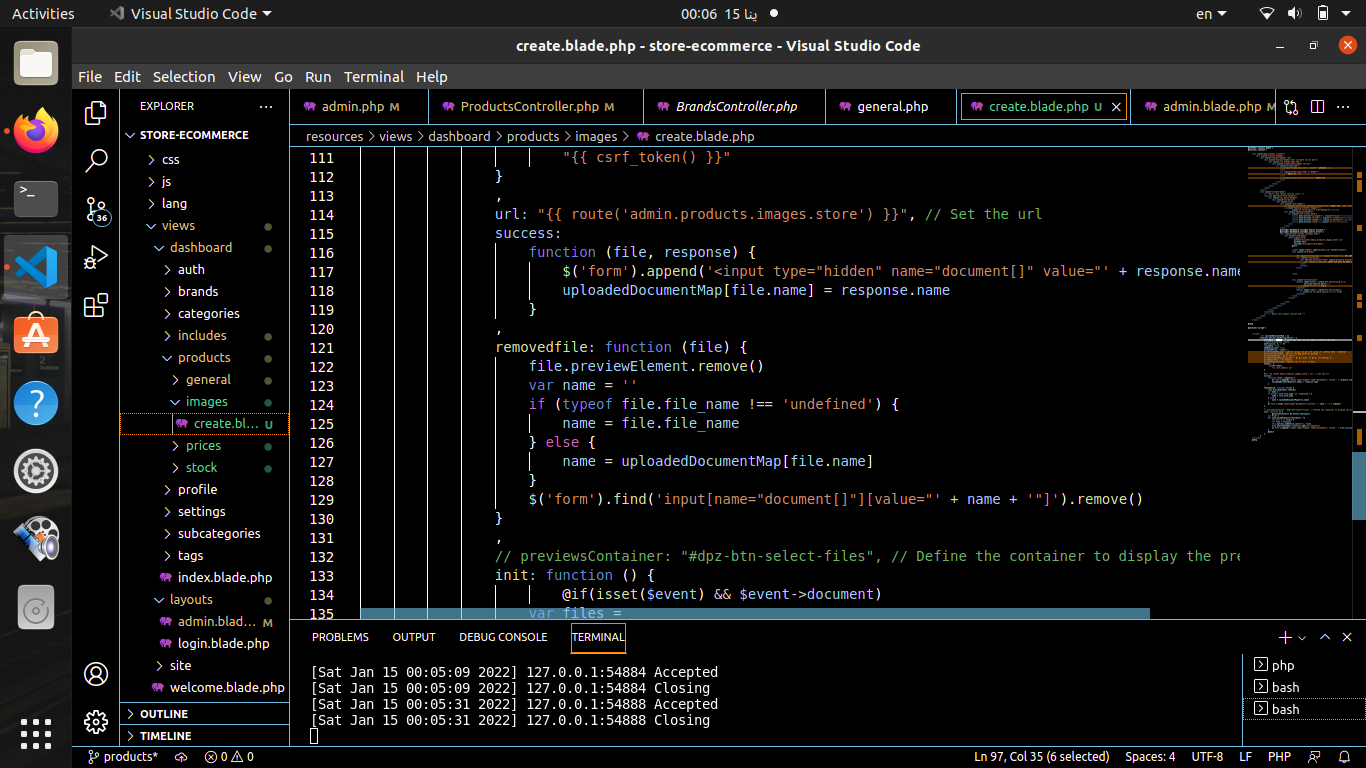 Activities Visual Studio Code 00:06 ينا 15 en
create.blade.php - store-ecommerce - Visual Studio Code
File Edit Selection View Go Run Terminal Help
EXPLORER
admin.php M ProductsController.php M BrandsController.php general.php create.blade.php U admin.blade.php M
STORE-ECOMMERCE
resources > views > dashboard > products > images > create.blade.php
css
js
lang
views
dashboard
auth
brands
categories
includes
products
general
images
create.bl... U
prices
stock
profile
settings
subcategories
tags
index.blade.php
layouts
admin.blad... M
login.blade.php
site
welcome.blade.php
OUTLINE
TIMELINE
36
111 "{{ csrf_token() }}"
112 }
113 ,
114 url: "{{ route('admin.products.images.store') }}", // Set the url
115 success:
116 function (file, response) {
117 $('form').append('<input type="hidden" name="document[]" value="' + response.name
118 uploadedDocumentMap[file.name] = response.name
119 }
120 ,
121 removedfile: function (file) {
122 file.previewElement.remove()
123 var name = ''
124 if (typeof file.file_name !== 'undefined') {
125 name = file.file_name
126 } else {
127 name = uploadedDocumentMap[file.name]
128 }
129 $('form').find('input[name="document[]"][value="' + name + '"]').remove()
130 }
131 ,
132 // previewsContainer: "#dpz-btn-select-files", // Define the container to display the pre
133 init: function () {
134 @if(isset($event) && $event->document)
135 var files =
PROBLEMS OUTPUT DEBUG CONSOLE TERMINAL
[Sat Jan 15 00:05:09 2022] 127.0.0.1:54884 Accepted
[Sat Jan 15 00:05:09 2022] 127.0.0.1:54884 Closing
[Sat Jan 15 00:05:31 2022] 127.0.0.1:54888 Accepted
[Sat Jan 15 00:05:31 2022] 127.0.0.1:54888 Closing
php
bash
bash
products* 0 0 Ln 97, Col 35 (6 selected) Spaces: 4 UTF-8 LF PHP